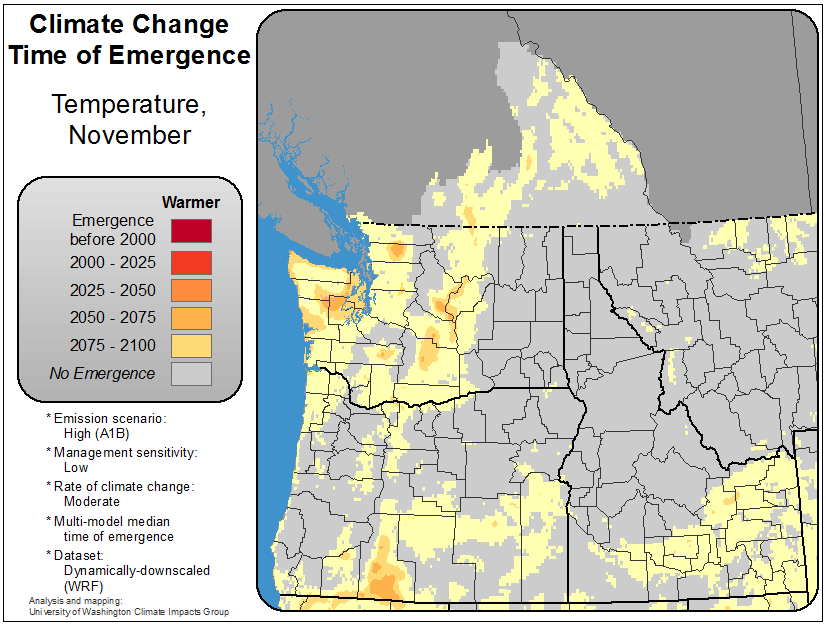 Climate Change
Time of Emergence
Temperature,
November
Warmer
Emergence
before 2000
2000 - 2025
2025 - 2050
2050 - 2075
2075 - 2100
No Emergence
* Emission scenario:
High (A1B)
* Management sensitivity:
Low
* Rate of climate change:
Moderate
* Multi-model median
time of emergence
* Dataset:
Dynamically-downscaled
(WRF)
Analysis and mapping:
University of Washington Climate Impacts Group